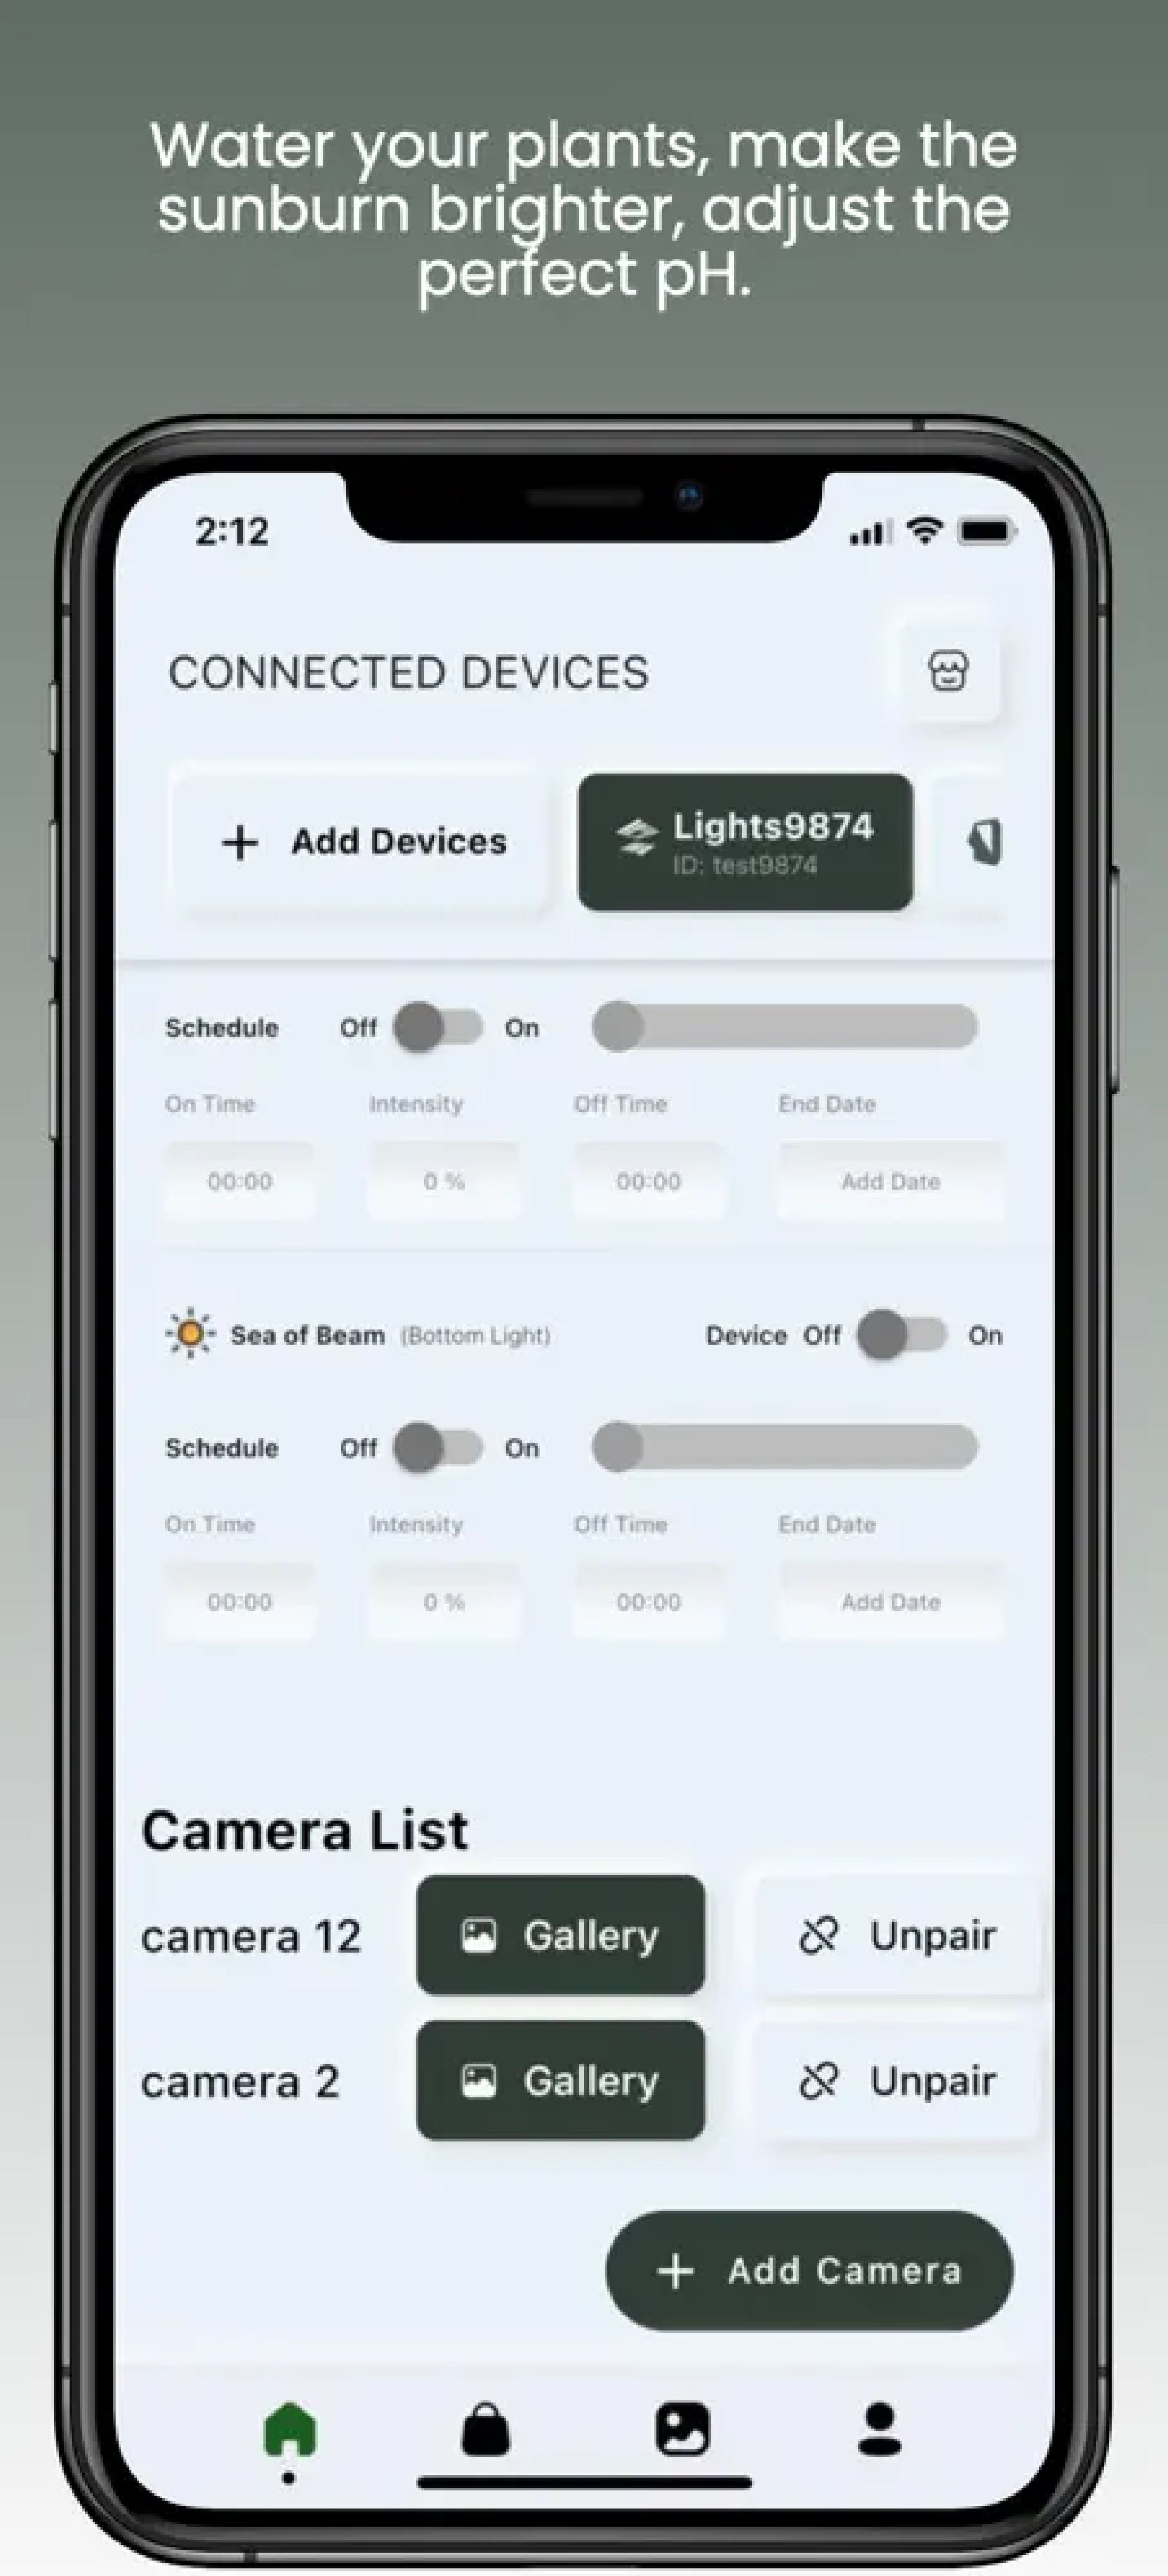 Water your plants, make the
sunburn brighter, adjust the
perfect pH.
2:12
CONNECTED DEVICES
+ Add Devices
Lights9874
ID: test9874
Schedule Off On
On Time Intensity Off Time End Date
00:00 0 % 00:00 Add Date
Sea of Beam (Bottom Light) Device Off On
Schedule Off On
On Time Intensity Off Time End Date
00:00 0 % 00:00 Add Date
Camera List
camera 12 Gallery Unpair
camera 2 Gallery Unpair
+ Add Camera